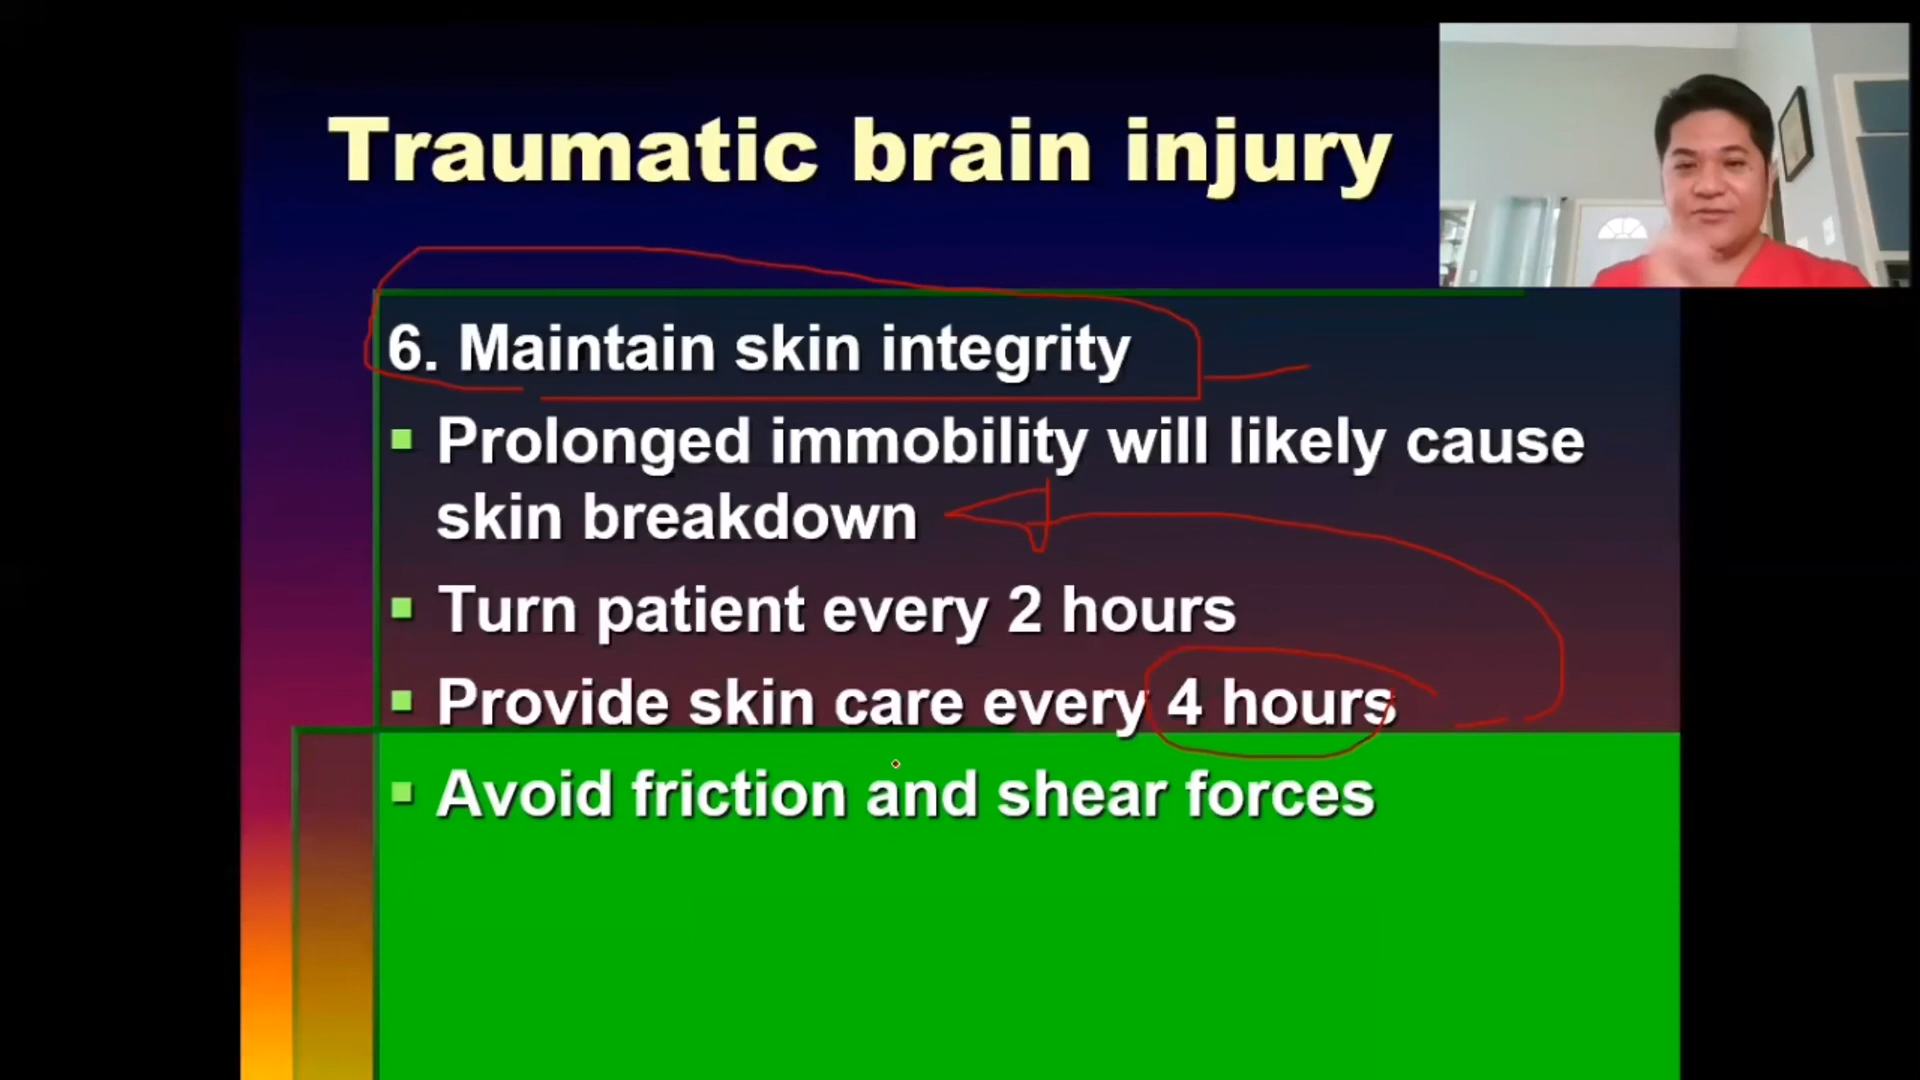 Traumatic brain injury
6. Maintain skin integrity
Prolonged immobility will likely cause
skin breakdown
Turn patient every 2 hours
Provide skin care every 4 hours
Avoid friction and shear forces